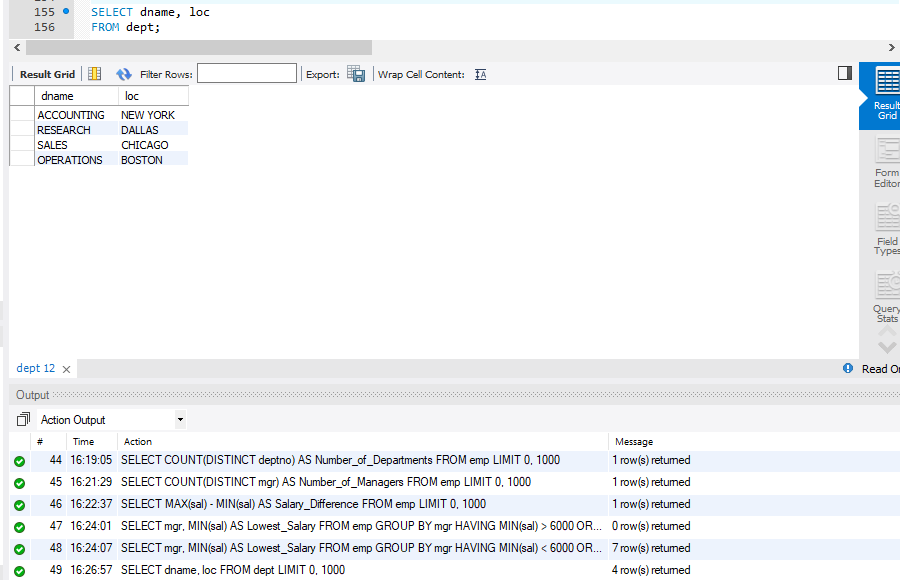 155 SELECT dname, loc
156 FROM dept;
Result Grid Filter Rows: Export: Wrap Cell Content: IA
dname loc
ACCOUNTING NEW YORK
RESEARCH DALLAS
SALES CHICAGO
OPERATIONS BOSTON
Result
Grid
Form
Editor
Field
Types
Query
Stats
dept 12 Read On
Output
Action Output
# Time Action Message
44 16:19:05 SELECT COUNT(DISTINCT deptno) AS Number_of_Departments FROM emp LIMIT 0, 1000 1 row(s) returned
45 16:21:29 SELECT COUNT(DISTINCT mgr) AS Number_of_Managers FROM emp LIMIT 0, 1000 1 row(s) returned
46 16:22:37 SELECT MAX(sal) - MIN(sal) AS Salary_Difference FROM emp LIMIT 0, 1000 1 row(s) returned
47 16:24:01 SELECT mgr, MIN(sal) AS Lowest_Salary FROM emp GROUP BY mgr HAVING MIN(sal) > 6000 OR... 0 row(s) returned
48 16:24:07 SELECT mgr, MIN(sal) AS Lowest_Salary FROM emp GROUP BY mgr HAVING MIN(sal) < 6000 OR... 7 row(s) returned
49 16:26:57 SELECT dname, loc FROM dept LIMIT 0, 1000 4 row(s) returned